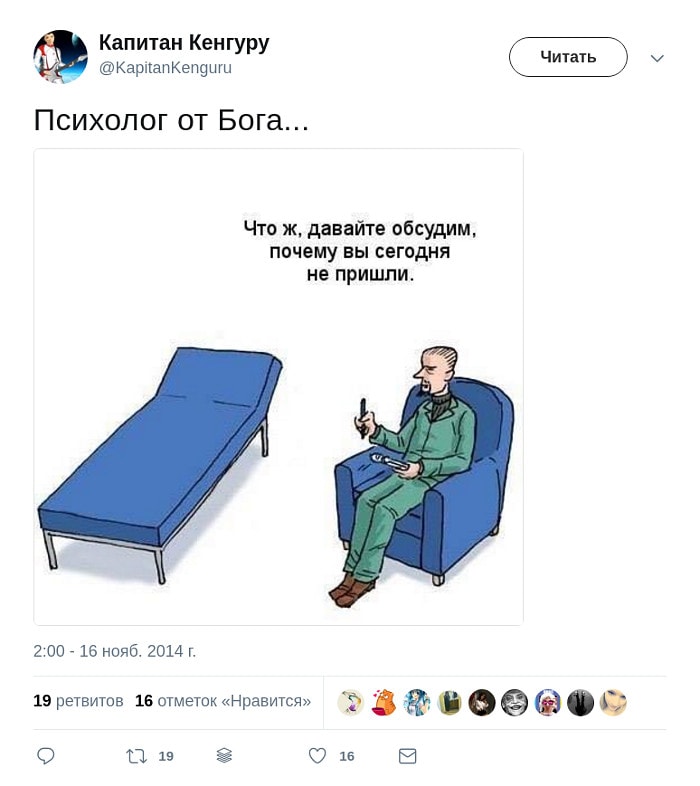 Капитан Кенгуру
@KapitanKenguru
Читать
Психолог от Бога...
Что ж, давайте обсудим,
почему вы сегодня
не пришли.
2:00 - 16 нояб. 2014 г.
19 ретвитов 16 отметок «Нравится»
19 16